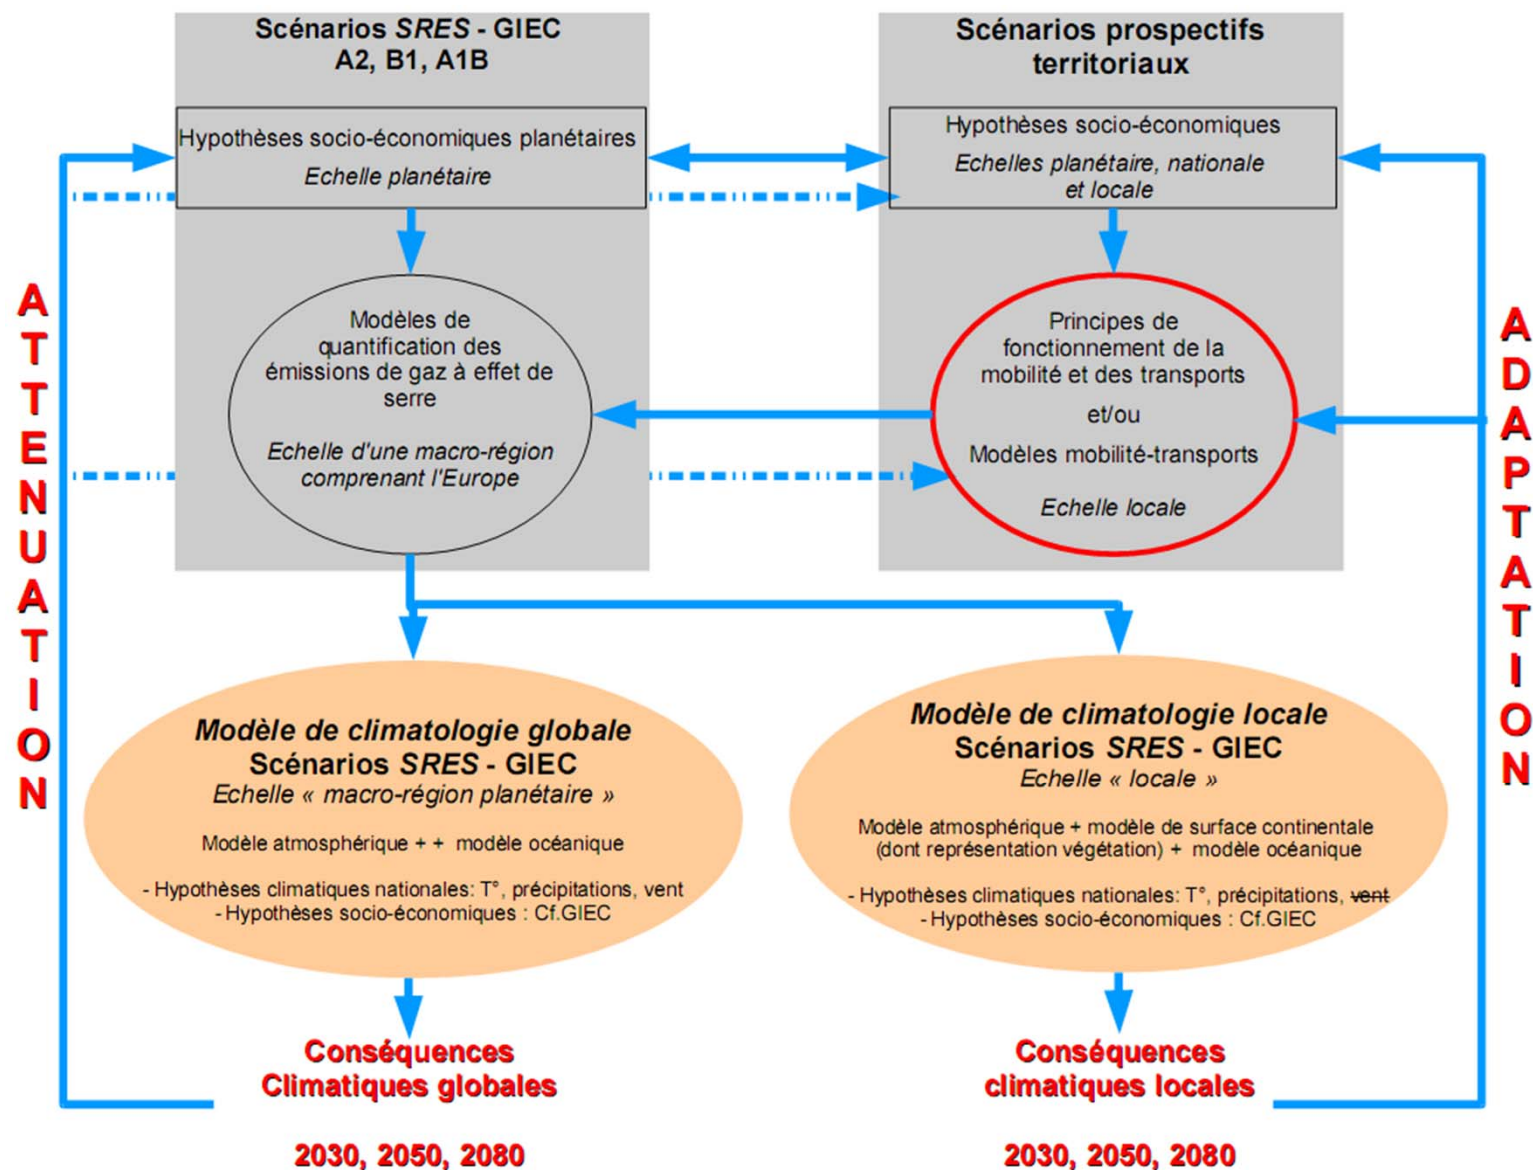 Scénarios SRES - GIEC
A2, B1, A1B
Hypothèses socio-économiques planétaires
Echelle planétaire
Modèles de
quantification des
émissions de gaz à effet de
serre
Echelle d'une macro-région
comprenant l'Europe
Scénarios prospectifs
territoriaux
Hypothèses socio-économiques
Echelles planétaire, nationale
et locale
Principes de
fonctionnement de la
mobilité et des transports
et/ou
Modèles mobilité-transports
Echelle locale
ATTENUATION
ADAPTATION
Modèle de climatologie globale
Scénarios SRES - GIEC
Echelle « macro-région planétaire »
Modèle atmosphérique + + modèle océanique
- Hypothèses climatiques nationales: T°, précipitations, vent
- Hypothèses socio-économiques : Cf.GIEC
Modèle de climatologie locale
Scénarios SRES - GIEC
Echelle « locale »
Modèle atmosphérique + modèle de surface continentale
(dont représentation végétation) + modèle océanique
- Hypothèses climatiques nationales: T°, précipitations, vent
- Hypothèses socio-économiques : Cf.GIEC
Conséquences
Climatiques globales
2030, 2050, 2080
Conséquences
climatiques locales
2030, 2050, 2080